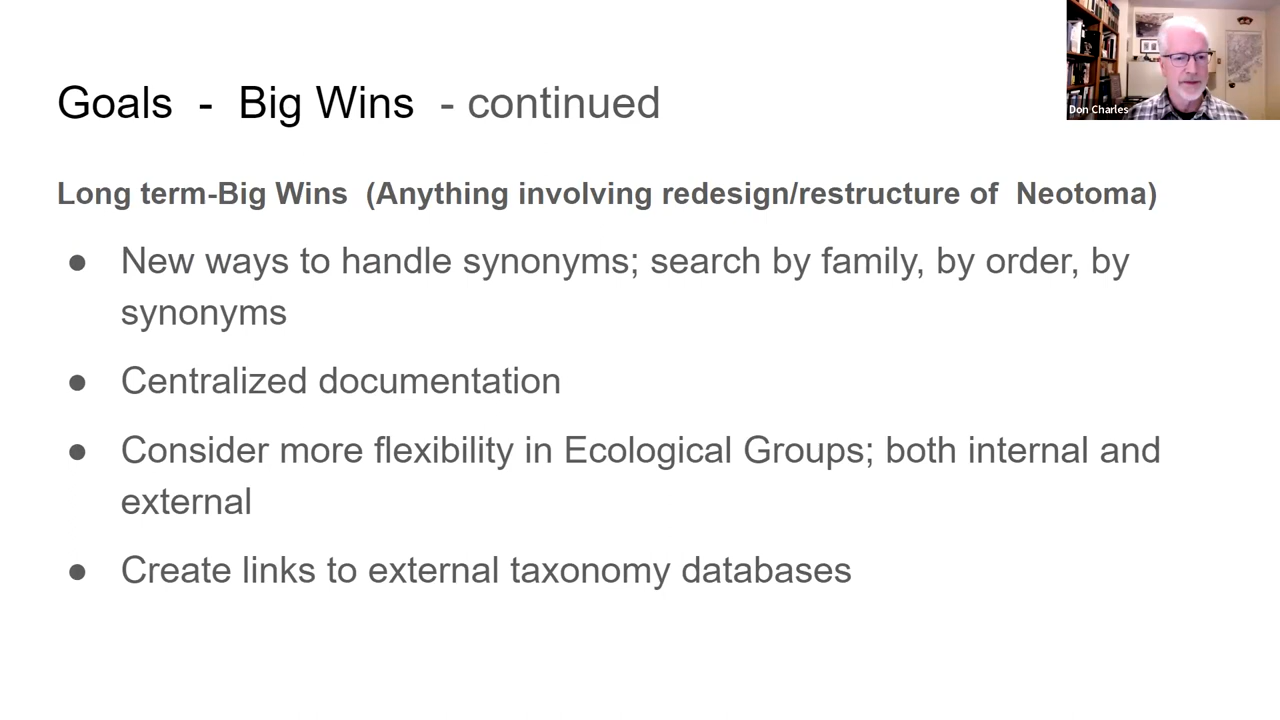 Goals - Big Wins - continued
Don Charles
Long term-Big Wins (Anything involving redesign/restructure of Neotoma)
● New ways to handle synonyms; search by family, by order, by
synonyms
● Centralized documentation
● Consider more flexibility in Ecological Groups; both internal and
external
● Create links to external taxonomy databases